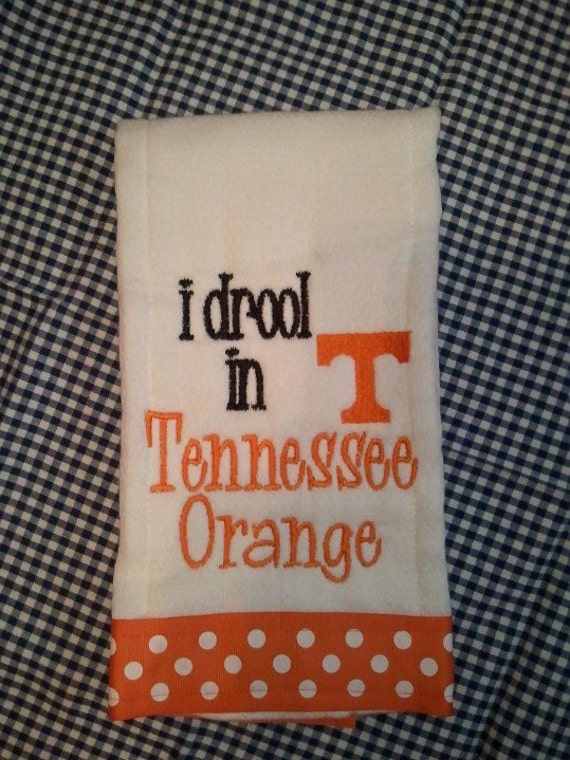 i drool
in T
Tennessee
Orange